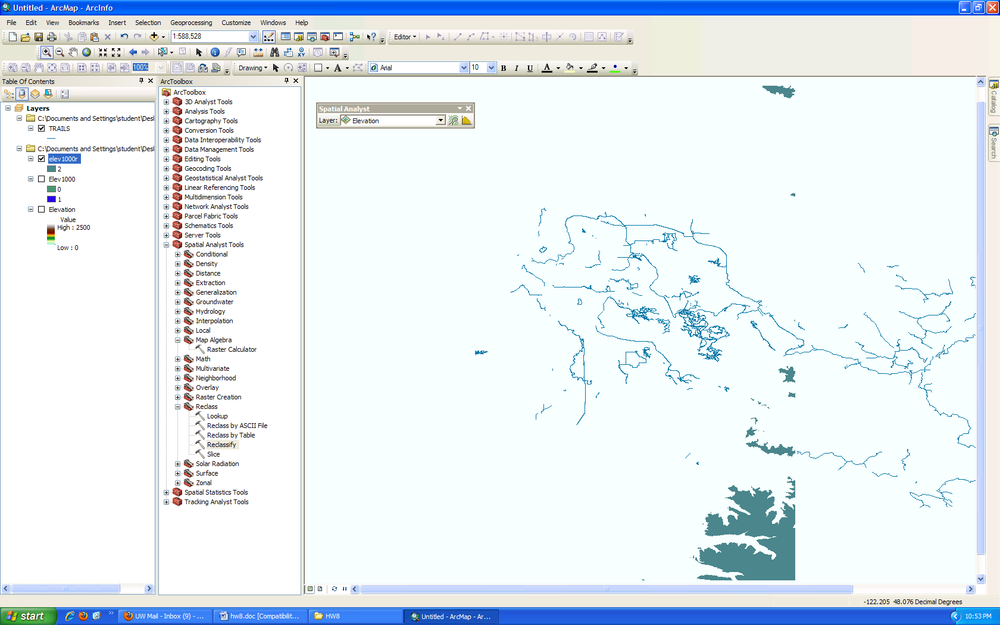 Untitled - ArcMap - ArcInfo
File Edit View Bookmarks Insert Selection Geoprocessing Customize Windows Help
1:588,528 Editor
100% Drawing A Arial 10 B I U A
Table Of Contents
Layers
C:\Documents and Settings\student\Desl
TRAILS
C:\Documents and Settings\student\Desl
elev1000r
2
Elev1000
0
1
Elevation
Value
High : 2500
Low : 0
ArcToolbox
ArcToolbox
3D Analyst Tools
Analysis Tools
Cartography Tools
Conversion Tools
Data Interoperability Tools
Data Management Tools
Editing Tools
Geocoding Tools
Geostatistical Analyst Tools
Linear Referencing Tools
Multidimension Tools
Network Analyst Tools
Parcel Fabric Tools
Schematics Tools
Server Tools
Spatial Analyst Tools
Conditional
Density
Distance
Extraction
Generalization
Groundwater
Hydrology
Interpolation
Local
Map Algebra
Raster Calculator
Math
Multivariate
Neighborhood
Overlay
Raster Creation
Reclass
Lookup
Reclass by ASCII File
Reclass by Table
Reclassify
Slice
Solar Radiation
Surface
Zonal
Spatial Statistics Tools
Tracking Analyst Tools
Spatial Analyst
Layer: Elevation
Catalog
Search
-122.205 48.076 Decimal Degrees
start UW Mail - Inbox (9) - ... hw8.doc [Compatibilit... HW8 Untitled - ArcMap - Ar... 10:53 PM